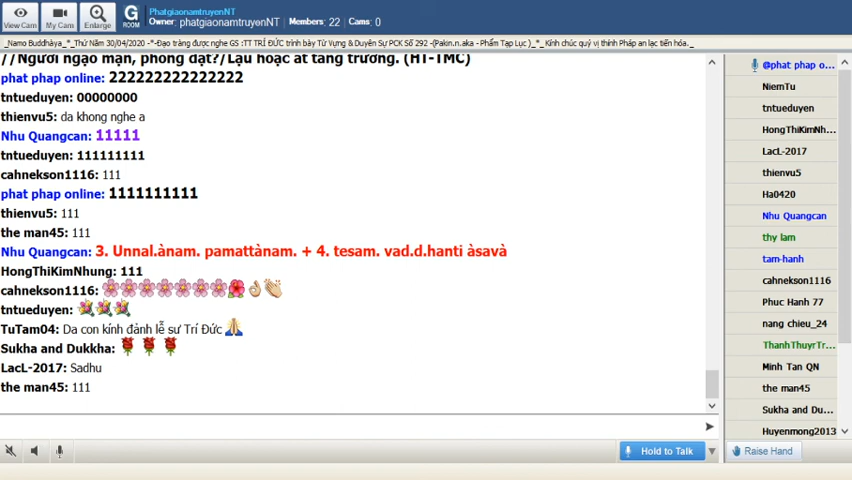 View Cam
My Cam
Enlarge
G
ROOM
PhatgiaonamtruyenNT
Owner: phatgiaonamtruyenNT Members: 22 Cams: 0
_Namo Buddhàya_*_Thứ Năm 30/04/2020 -*-Đạo tràng được nghe GS :TT TRÍ ĐỨC trình bày Từ Vựng & Duyên Sự PCK Số 292 -(Pakin.n.aka - Phẩm Tạp Lục )_*_ Kính chúc quý vị thính Pháp an lạc tiến hóa._
//Người ngạo mạn, phóng dật?/Lậu hoặc ắt tăng trưởng. (HT-TMC)
phat phap online: 222222222222222
tntueduyen: 00000000
thienvu5: da khong nghe a
Nhu Quangcan: 11111
tntueduyen: 111111111
cahnekson1116: 111
phat phap online: 1111111111
thienvu5: 111
the man45: 111
Nhu Quangcan: 3. Unnal.ànam. pamattànam. + 4. tesam. vad.d.hanti àsavà
HongThiKimNhung: 111
cahnekson1116: 🌸🌸🌸🌸🌸🌸🌸🌺👌🏼👏🏼
tntueduyen: 💐💐💐
TuTam04: Da con kính đảnh lễ sư Trí Đức 🙏
Sukha and Dukkha: 🌹🌹🌹
LacL-2017: Sadhu
the man45: 111
@phat phap o...
NiemTu
tntueduyen
HongThiKimNh...
LacL-2017
thienvu5
Ha0420
Nhu Quangcan
thy lam
tam-hanh
cahnekson1116
Phuc Hanh 77
nang chieu_24
ThanhThuyrTr...
Minh Tan QN
the man45
Sukha and Du...
Huyenmong2013
Hold to Talk
Raise Hand